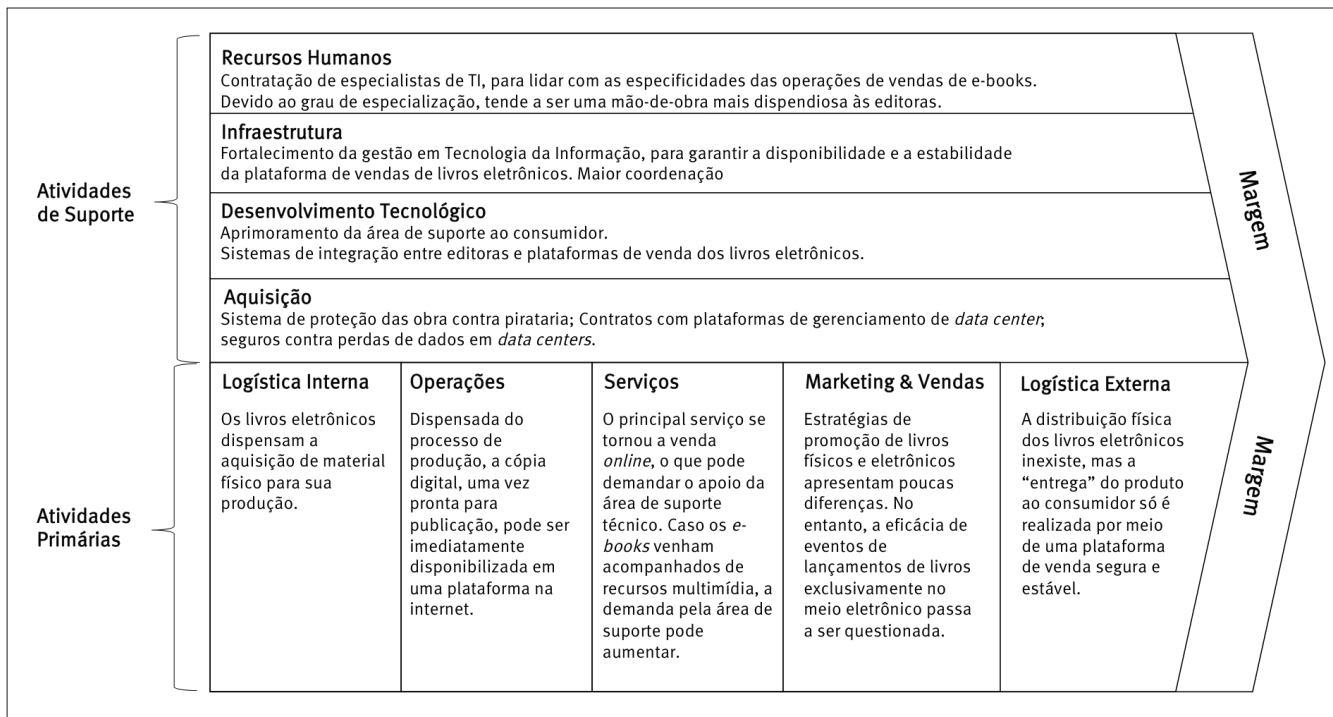 Atividades
de Suporte
Recursos Humanos
Contratação de especialistas de TI, para lidar com as especificidades das operações de vendas de e-books.
Devido ao grau de especialização, tende a ser uma mão-de-obra mais dispendiosa às editoras.
Infraestrutura
Fortalecimento da gestão em Tecnologia da Informação, para garantir a disponibilidade e a estabilidade
da plataforma de vendas de livros eletrônicos. Maior coordenação
Desenvolvimento Tecnológico
Aprimoramento da área de suporte ao consumidor.
Sistemas de integração entre editoras e plataformas de venda dos livros eletrônicos.
Aquisição
Sistema de proteção das obra contra pirataria; Contratos com plataformas de gerenciamento de data center;
seguros contra perdas de dados em data centers.
Margem
Atividades
Primárias
Logística Interna
Os livros eletrônicos
dispensam a
aquisição de material
físico para sua
produção.
Operações
Dispensada do
processo de
produção, a cópia
digital, uma vez
pronta para
publicação, pode ser
imediatamente
disponibilizada em
uma plataforma na
internet.
Serviços
O principal serviço se
tornou a venda
online, o que pode
demandar o apoio da
área de suporte
técnico. Caso os e-
books venham
acompanhados de
recursos multimídia, a
demanda pela área de
suporte pode
aumentar.
Marketing & Vendas
Estratégias de
promoção de livros
físicos e eletrônicos
apresentam poucas
diferenças. No
entanto, a eficácia de
eventos de
lançamentos de livros
exclusivamente no
meio eletrônico passa
a ser questionada.
Logística Externa
A distribuição física
dos livros eletrônicos
inexiste, mas a
“entrega” do produto
ao consumidor só é
realizada por meio
de uma plataforma
de venda segura e
estável.
Margem